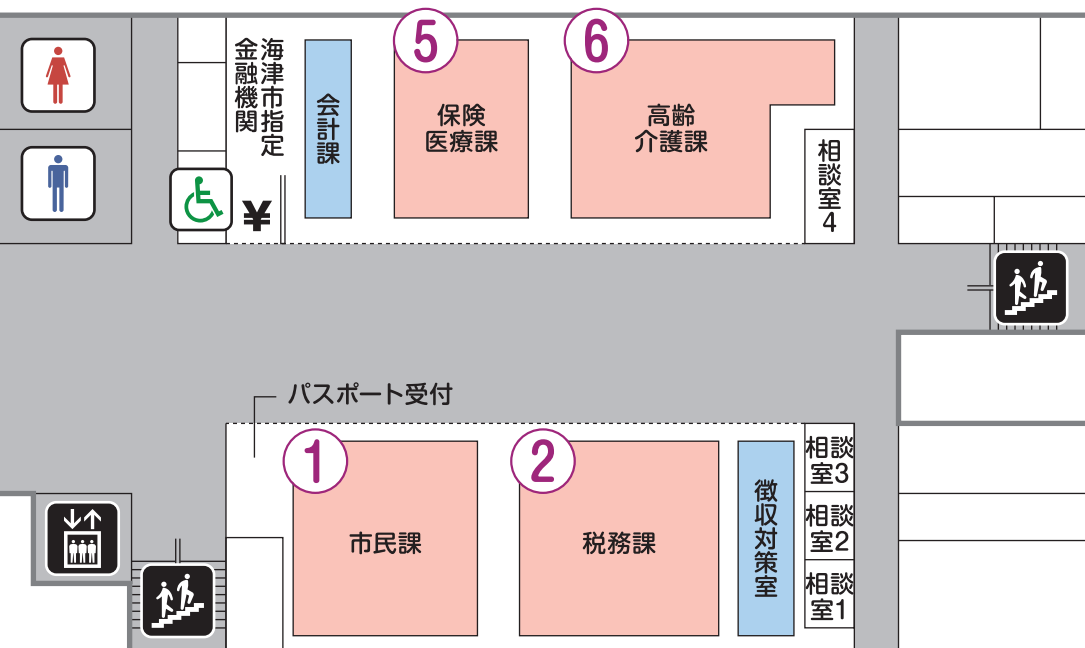 海津市指定
金融機関
¥
会計課
5
保険
医療課
6
高齢
介護課
相談室4
パスポート受付
1
市民課
2
税務課
徴収対策室
相談
室3
相談
室2
相談
室1